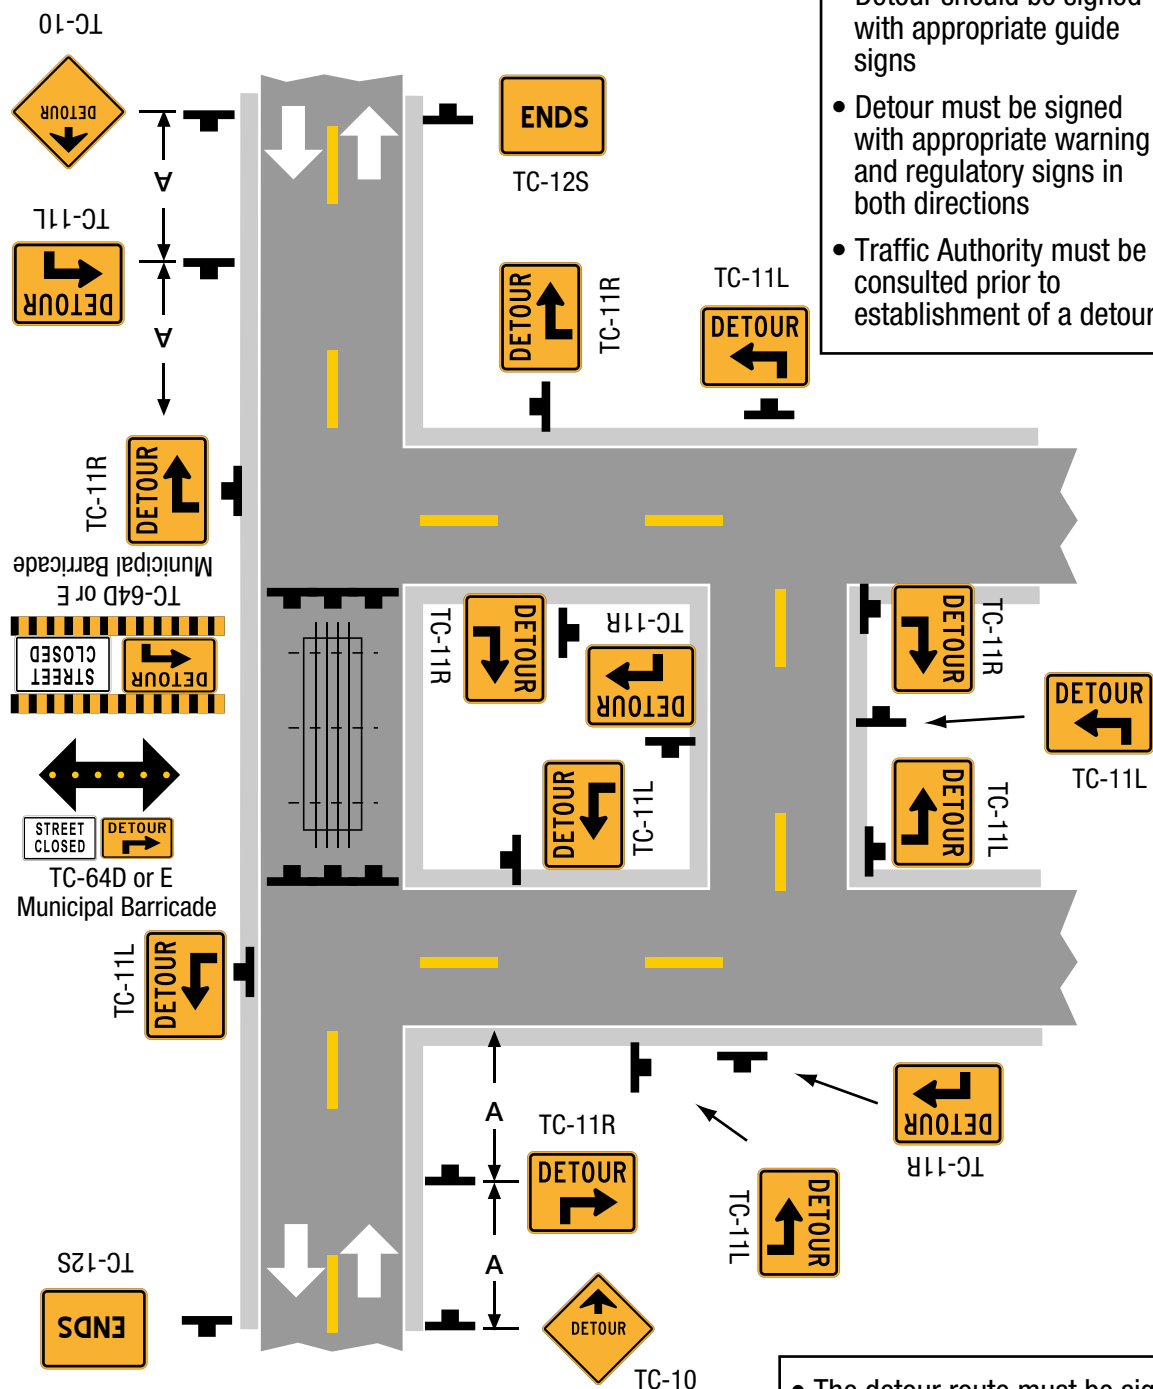 Detour should be signed
with appropriate guide
signs
• Detour must be signed
with appropriate warning
and regulatory signs in
both directions
• Traffic Authority must be
consulted prior to
establishment of a detour
TC-10
DETOUR
A
TC-11L
DETOUR
A
ENDS
TC-12S
DETOUR
TC-11R
TC-11L
DETOUR
TC-11R
DETOUR
Municipal Barricade
TC-64D or E
STREET
CLOSED
DETOUR
STREET
CLOSED
DETOUR
TC-64D or E
Municipal Barricade
TC-11R
DETOUR
TC-11R
DETOUR
DETOUR
TC-11R
DETOUR
TC-11L
DETOUR
TC-11L
DETOUR
TC-11L
TC-11L
DETOUR
A
TC-11R
DETOUR
A
DETOUR
TC-11R
TC-11L
DETOUR
TC-12S
ENDS
DETOUR
TC-10
• The detour route must be